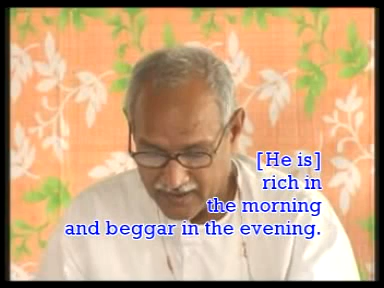 [He is]
rich in
the morning
and beggar in the evening.